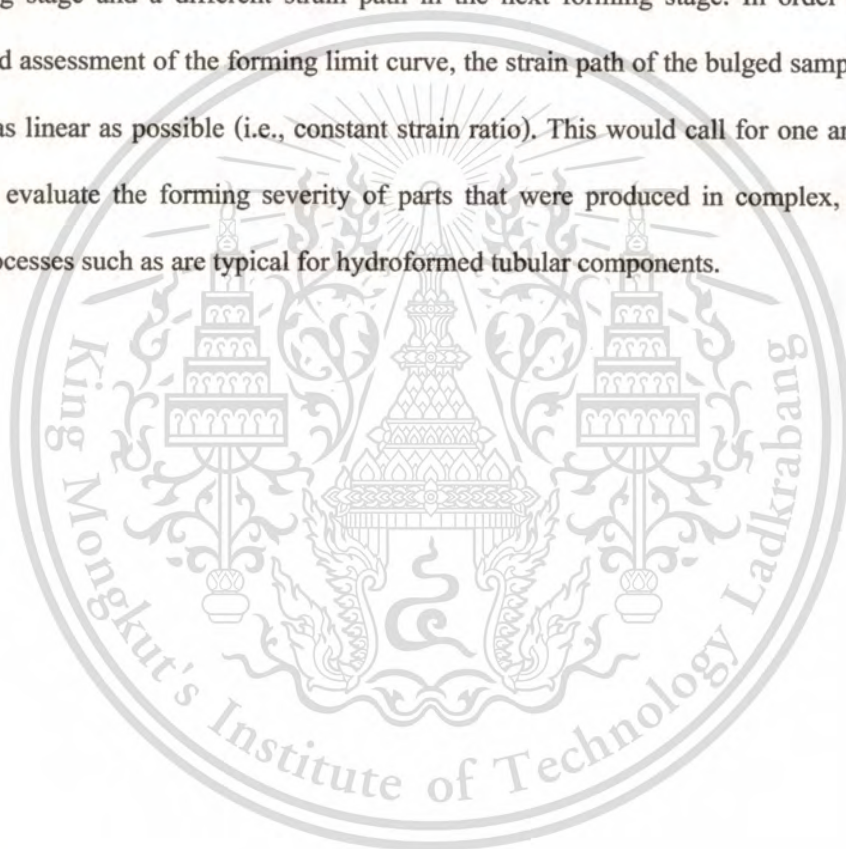 g stage and a different strain path in the next forming stage. In order
d assessment of the forming limit curve, the strain path of the bulged samp
as linear as possible (i.e., constant strain ratio). This would call for one a
evaluate the forming severity of parts that were produced in complex,
ocesses such as are typical for hydroformed tubular components.
King Mongkut's Institute of Technology Ladkrabang